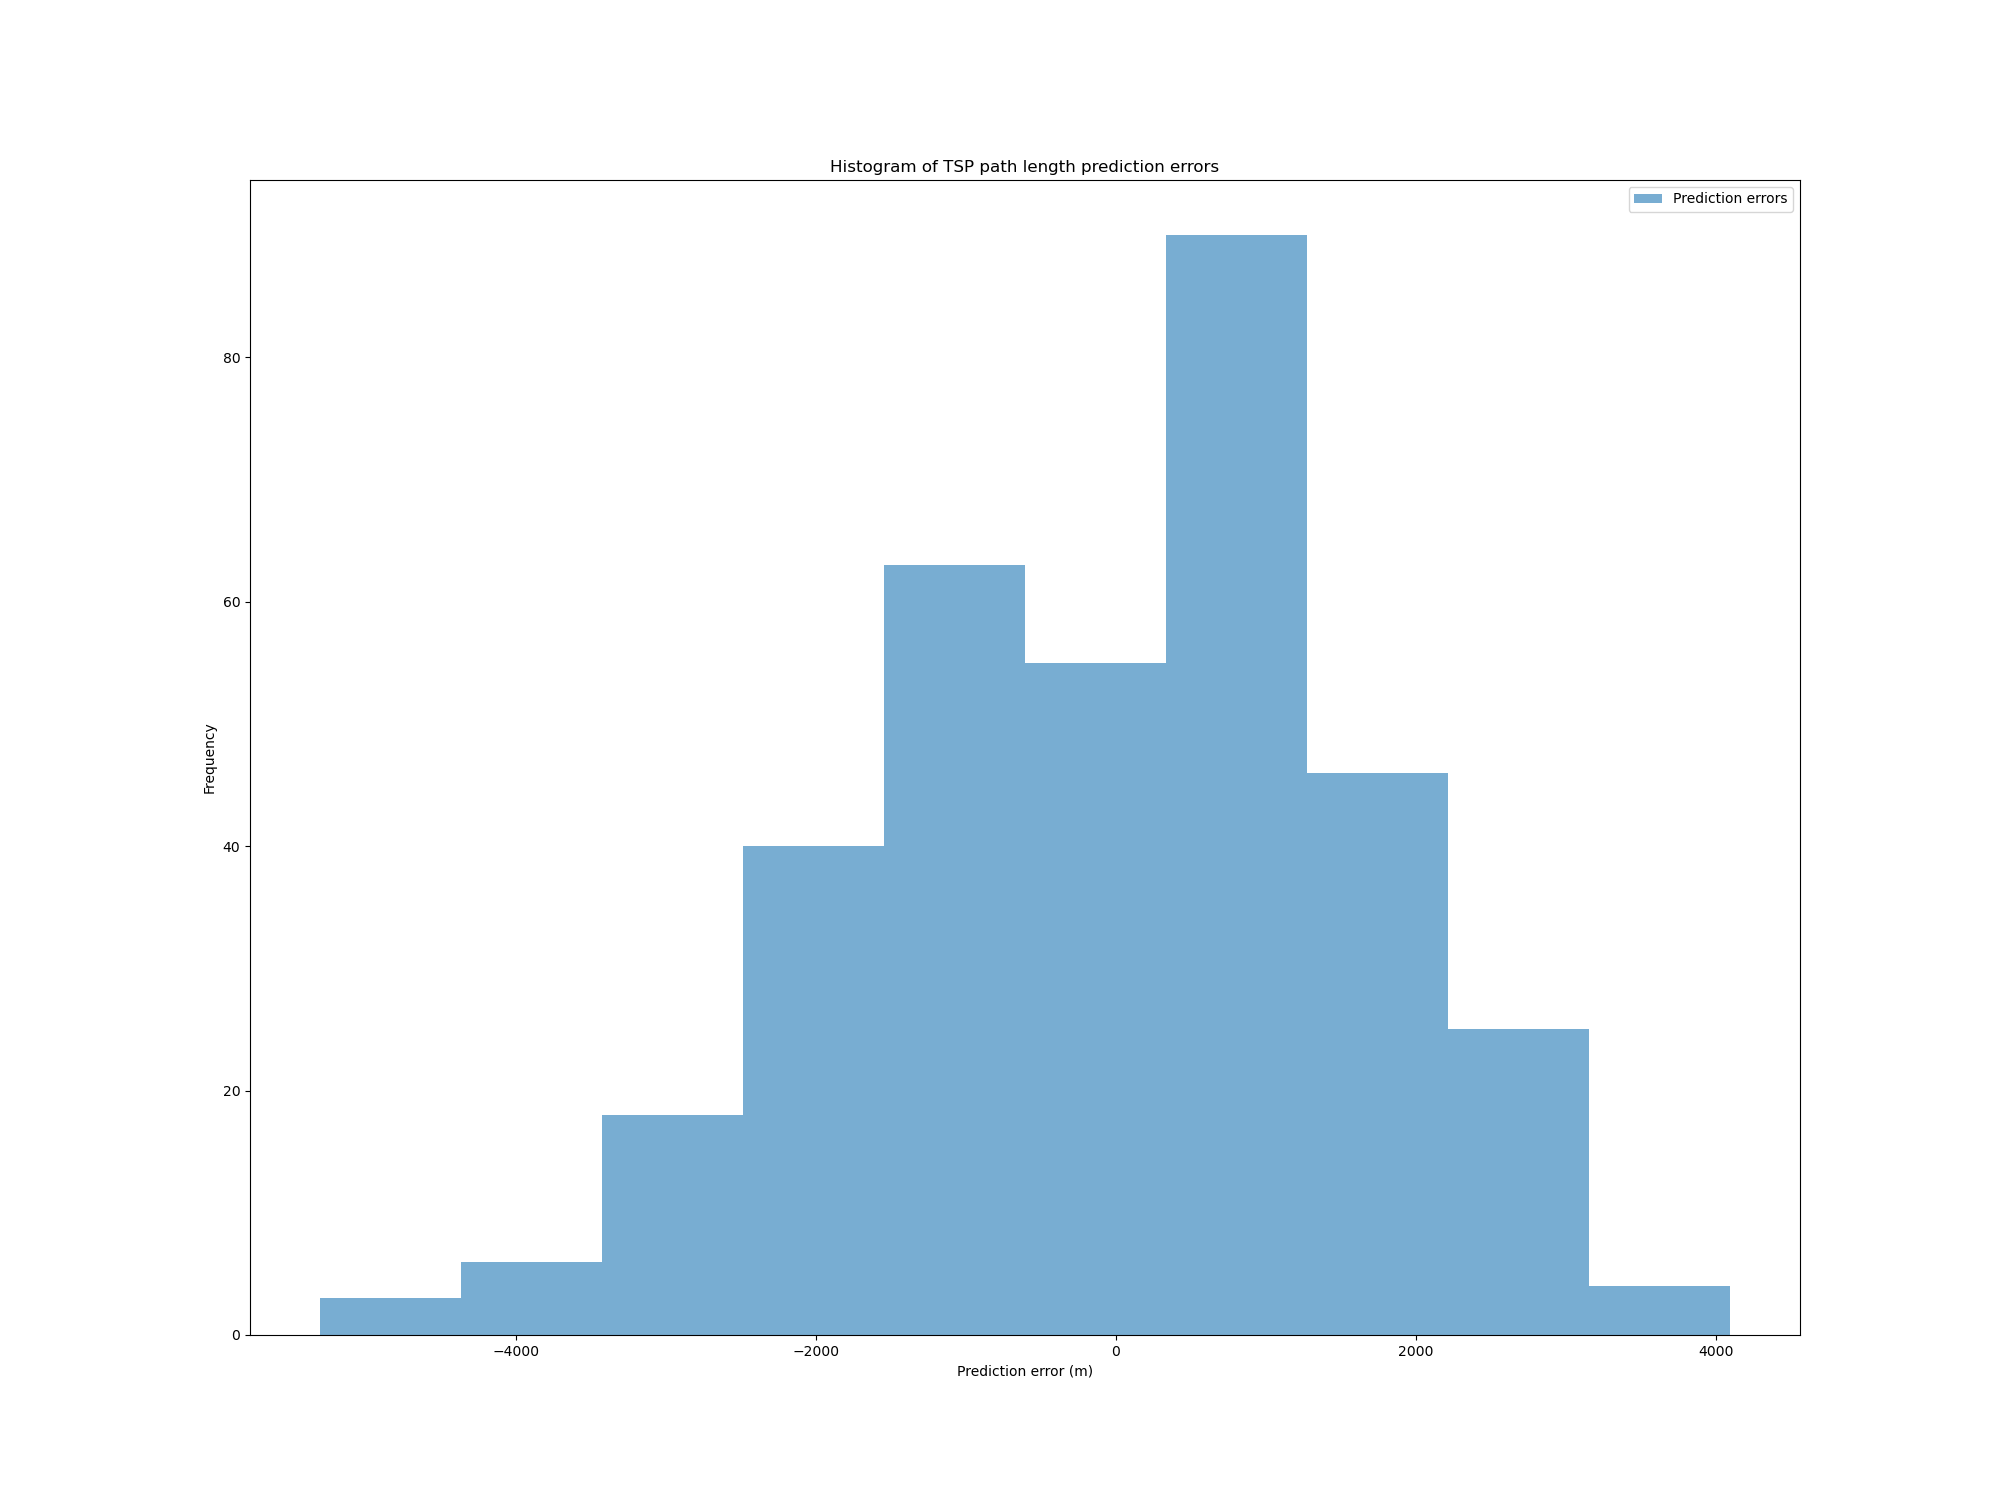 Histogram of TSP path length prediction errors
Prediction errors
80
60
40
20
0
Frequency
−4000
−2000
0
2000
4000
Prediction error (m)